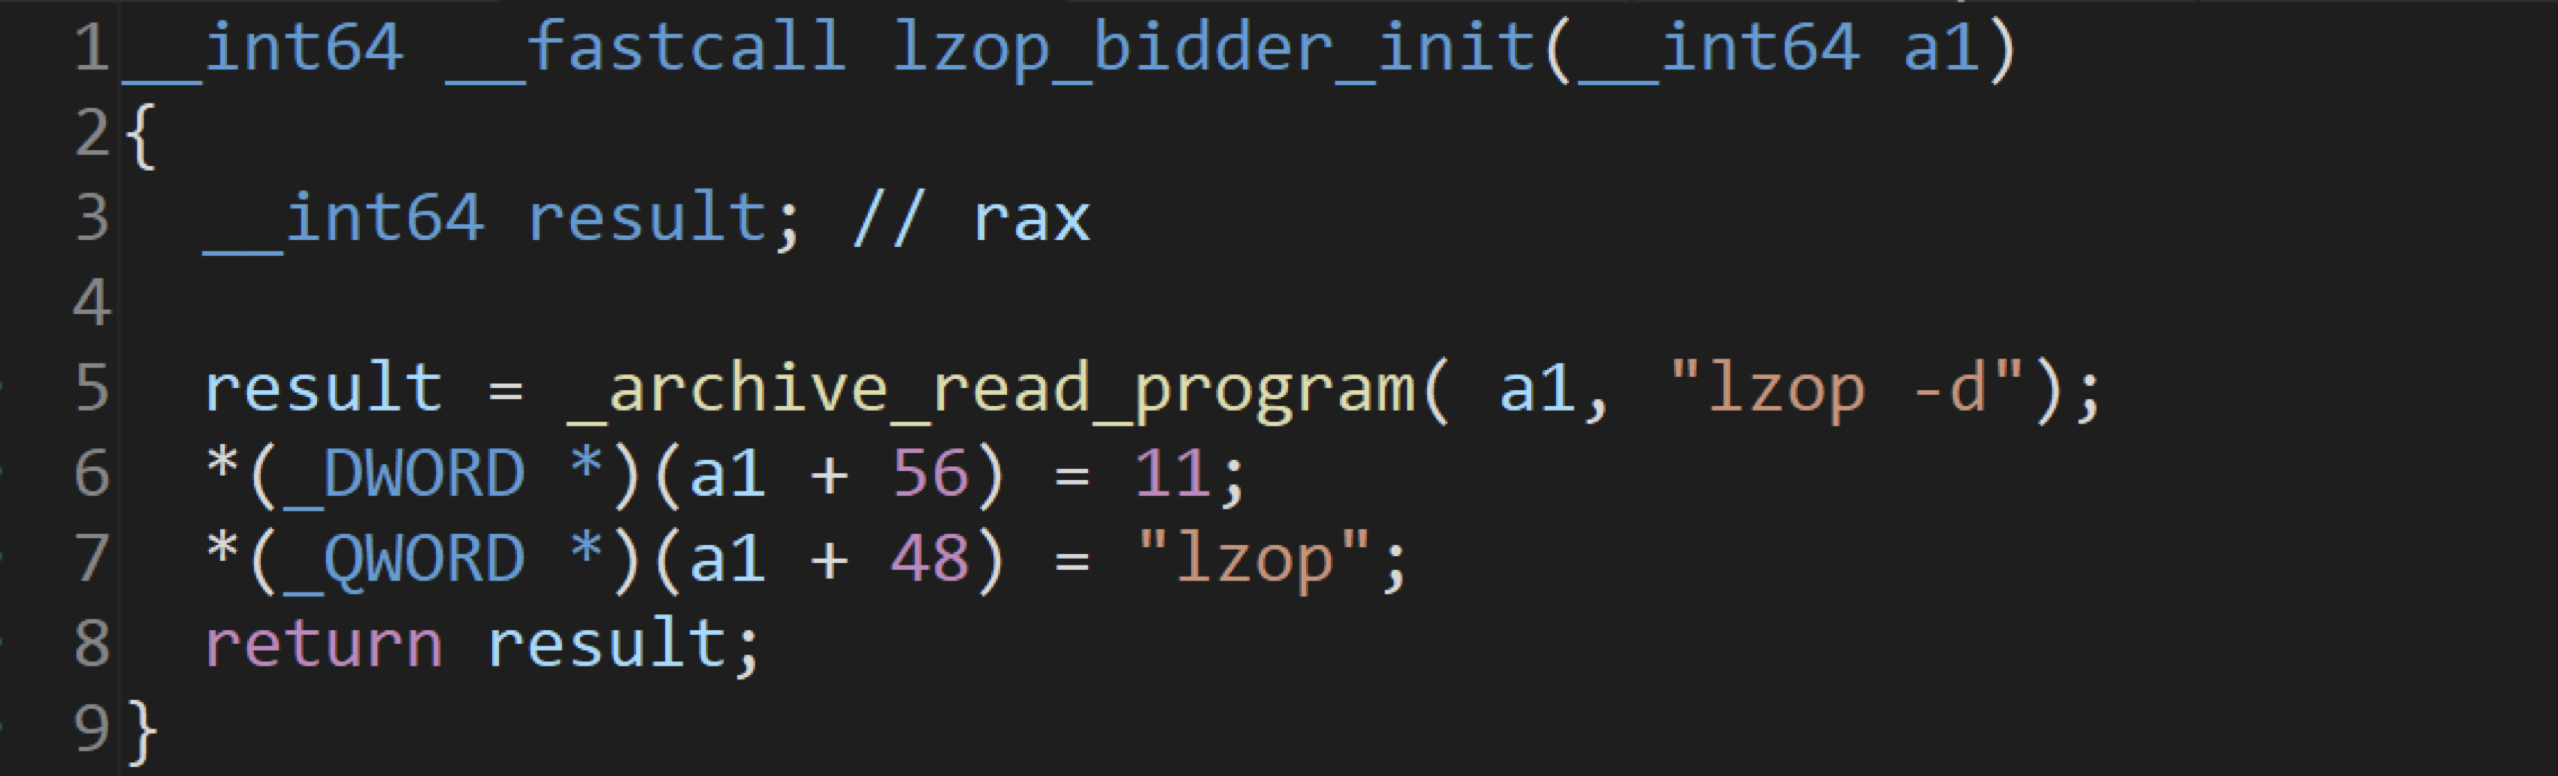 1 __int64 __fastcall lzop_bidder_init(__int64 a1)
2 {
3   __int64 result; // rax
4
5   result = _archive_read_program( a1, "lzop -d");
6   *(_DWORD *)(a1 + 56) = 11;
7   *(_QWORD *)(a1 + 48) = "lzop";
8   return result;
9 }